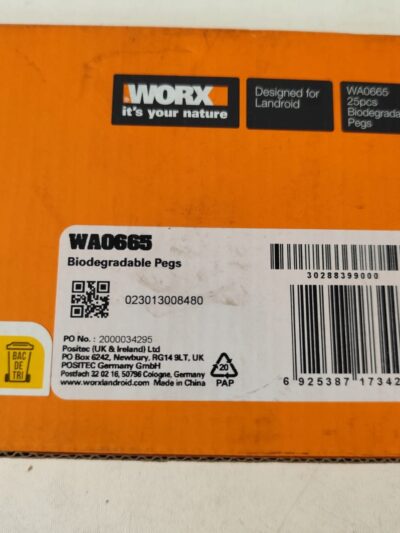 WORX
it's your nature
Designed for
Landroid
WA0665
25pcs
Biodegrada
Pegs
WA0665
Biodegradable Pegs
30288399000
023013008480
PO No. : 2000034295
Positec (UK & Ireland) Ltd
PO Box 6242, Newbury, RG14 9LT, UK
POSITEC Germany GmbH
Postfach 32 02 16, 50796 Cologne, Germany
www.worxlandroid.com Made in China
20
PAP
6 925387 17342
BAC
DE
TRI